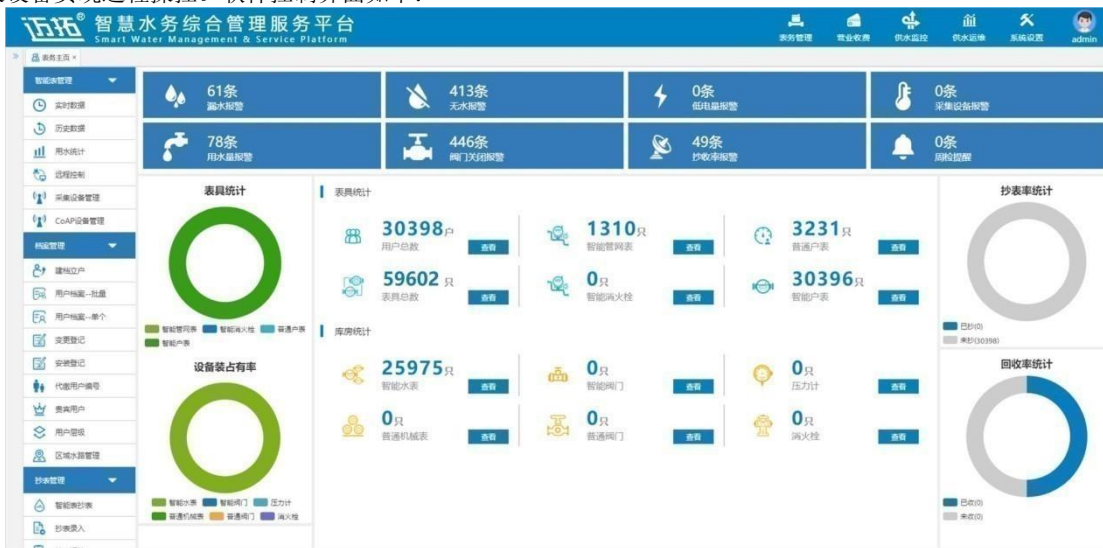 迈拓® 智慧水务综合管理服务平台
Smart Water Management & Service Platform
表务管理 营业收费 供水监控 供水运维 系统设置 admin
表务主页 ×
智能表管理
实时数据
历史数据
用水统计
远程控制
采集设备管理
CoAP设备管理
档案管理
建档立户
用户档案--批量
用户档案--单个
变更登记
安装登记
代缴用户编号
贵宾用户
用户层级
区域水路管理
抄表管理
智能表抄表
抄表录入
61条
漏水报警
413条
无水报警
0条
低电量报警
0条
采集设备报警
78条
用水量报警
446条
阀门关闭报警
49条
抄收率报警
0条
周检提醒
表具统计
智能管网表 智能消火栓 普通户表
智能户表
设备装占有率
智能水表 智能阀门 压力计
普通机械表 普通阀门 消火栓
表具统计
30398户
用户总数
查看
1310只
智能管网表
查看
3231只
普通户表
查看
59602只
表具总数
查看
0只
智能消火栓
查看
30396只
智能户表
查看
库房统计
25975只
智能水表
查看
0只
智能阀门
查看
0只
压力计
查看
0只
普通机械表
查看
0只
普通阀门
查看
0只
消火栓
查看
抄表率统计
已抄(0)
未抄(30398)
回收率统计
已收(0)
未收(0)